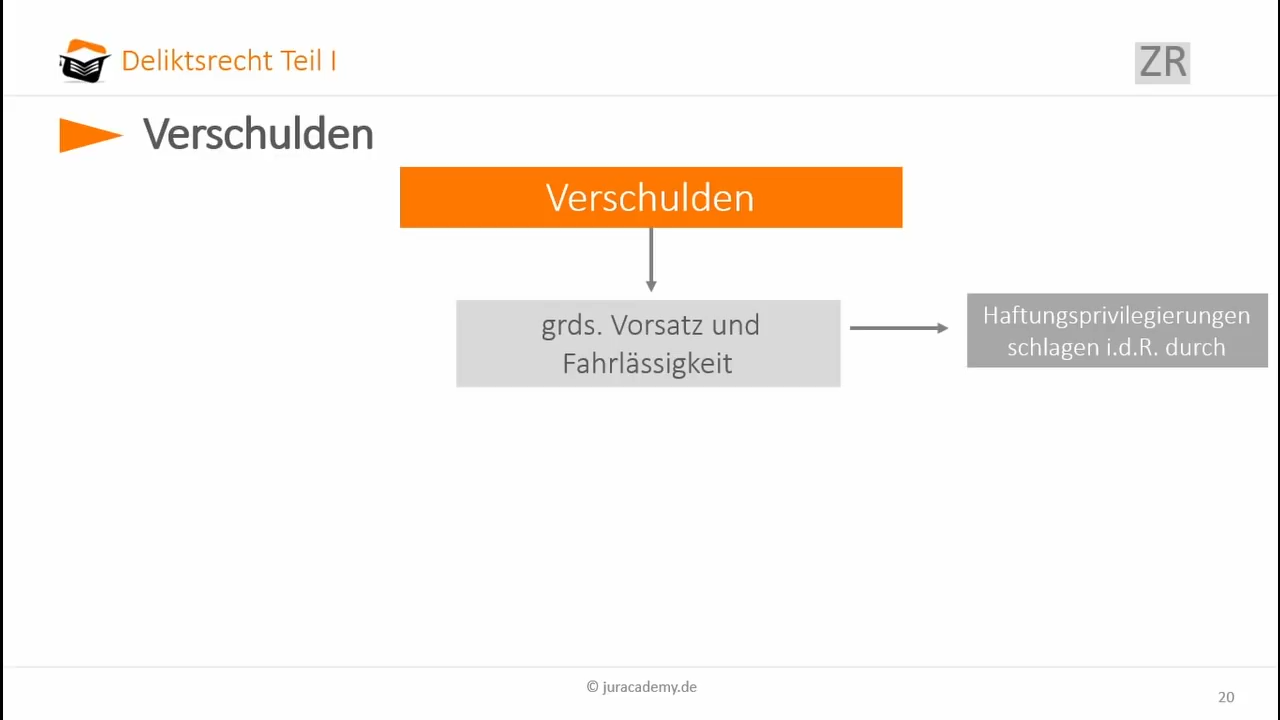 Deliktsrecht Teil I
ZR
Verschulden
Verschulden
grds. Vorsatz und
Fahrlässigkeit
Haftungsprivilegierungen
schlagen i.d.R. durch
© juracademy.de
20